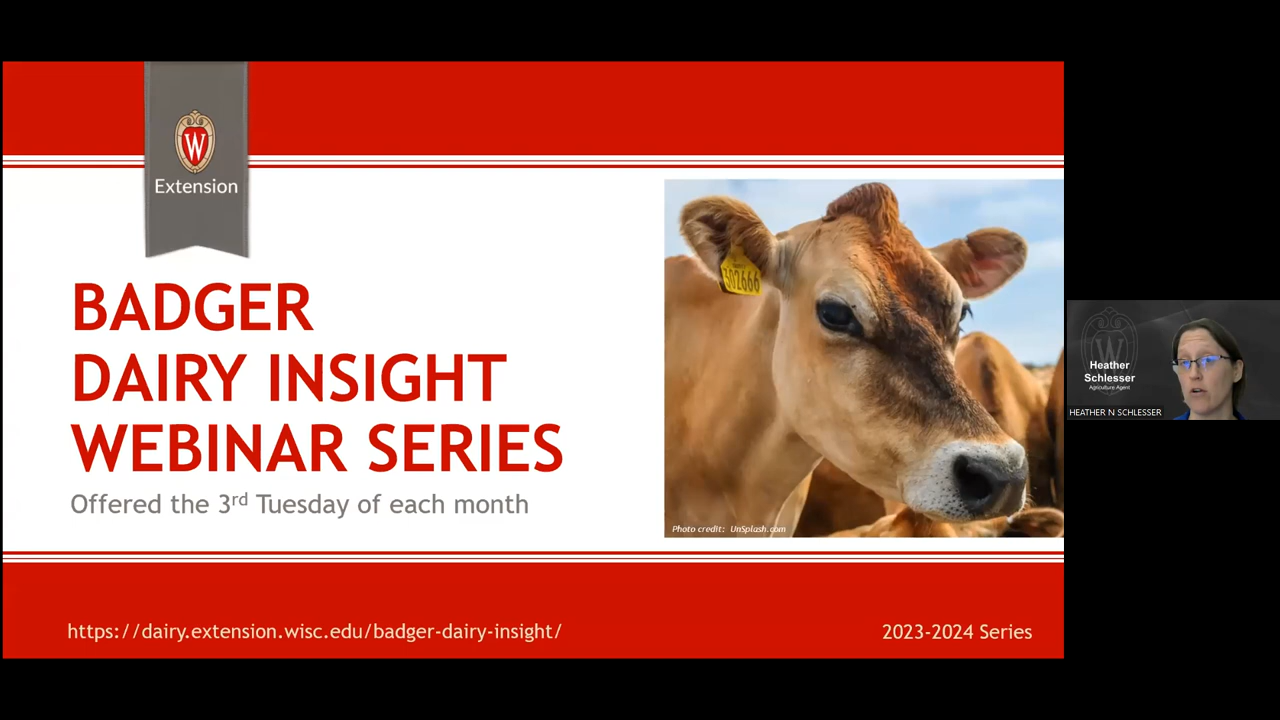 W
Extension
BADGER
DAIRY INSIGHT
WEBINAR SERIES
Offered the 3rd Tuesday of each month
302666
Photo credit: UnSplash.com
https://dairy.extension.wisc.edu/badger-dairy-insight/
2023-2024 Series
W
Heather
Schlesser
Agriculture Agent
HEATHER N SCHLESSER